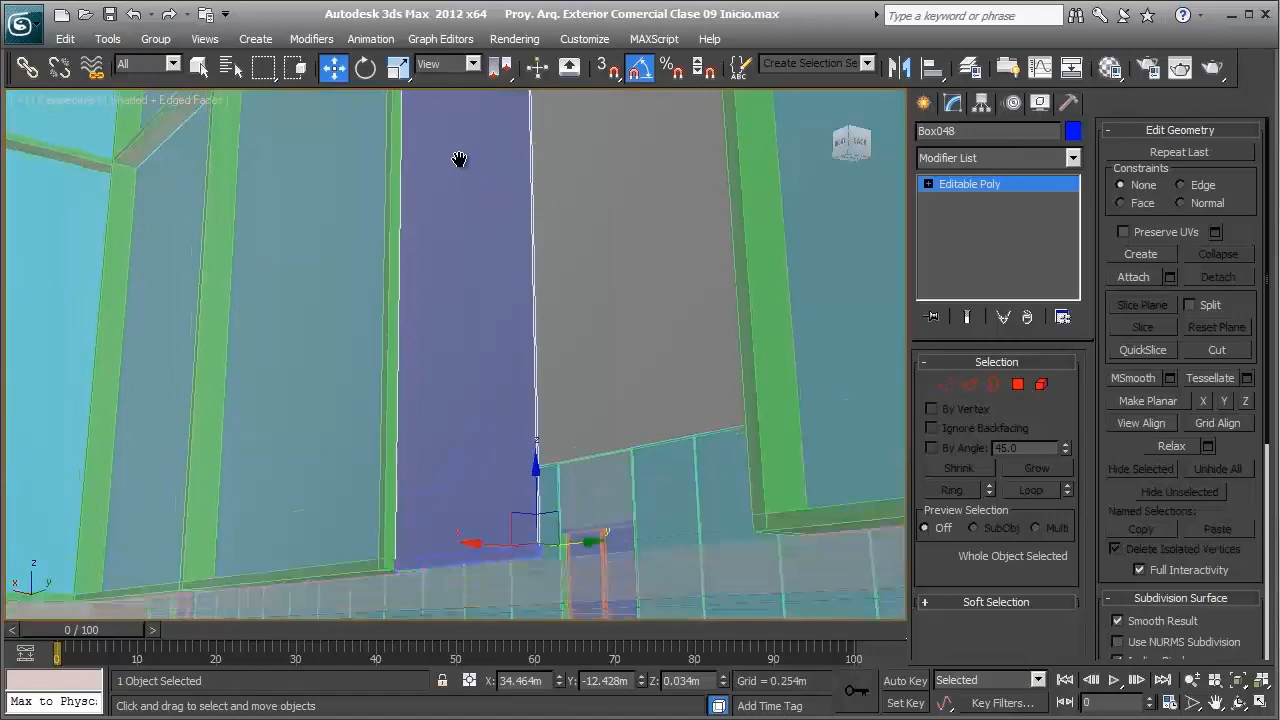 Autodesk 3ds Max 2012 x64 Proy. Arq. Exterior Comercial Clase 09 Inicio.max
Type a keyword or phrase
Edit Tools Group Views Create Modifiers Animation Graph Editors Rendering Customize MAXScript Help
All View Create Selection Se
[ + ] [ Perspective ] [ Shaded + Edged Faces ]
Box048
Modifier List
Editable Poly
Selection
By Vertex
Ignore Backfacing
By Angle: 45.0
Shrink Grow
Ring Loop
Preview Selection
Off SubObj Multi
Whole Object Selected
Soft Selection
Edit Geometry
Repeat Last
Constraints
None Edge
Face Normal
Preserve UVs
Create Collapse
Attach Detach
Slice Plane Split
Slice Reset Plane
QuickSlice Cut
MSmooth Tessellate
Make Planar X Y Z
View Align Grid Align
Relax
Hide Selected Unhide All
Hide Unselected
Named Selections:
Copy Paste
Delete Isolated Vertices
Full Interactivity
Subdivision Surface
Smooth Result
Use NURMS Subdivision
z
x y
z
x y
0 / 100
0 10 20 30 40 50 60 70 80 90 100
1 Object Selected X: 34.464m Y: -12.428m Z: 0.034m Grid = 0.254m Auto Key Selected
Max to Physc: Click and drag to select and move objects Add Time Tag Set Key Key Filters... 0